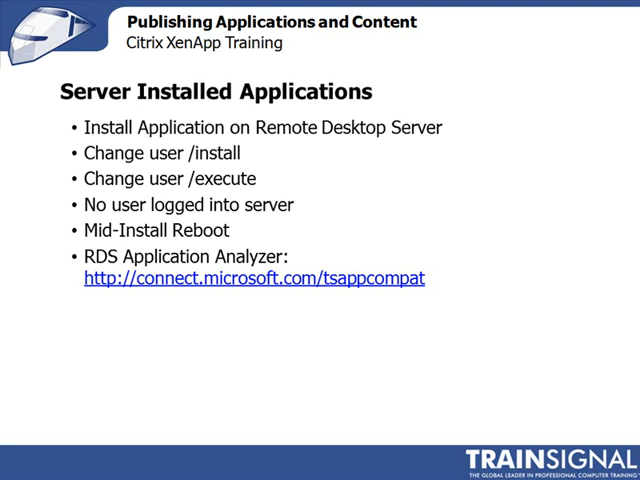 Publishing Applications and Content
Citrix XenApp Training
Server Installed Applications
• Install Application on Remote Desktop Server
• Change user /install
• Change user /execute
• No user logged into server
• Mid-Install Reboot
• RDS Application Analyzer:
http://connect.microsoft.com/tsappcompat
TRAINSIGNAL
THE GLOBAL LEADER IN PROFESSIONAL COMPUTER TRAINING